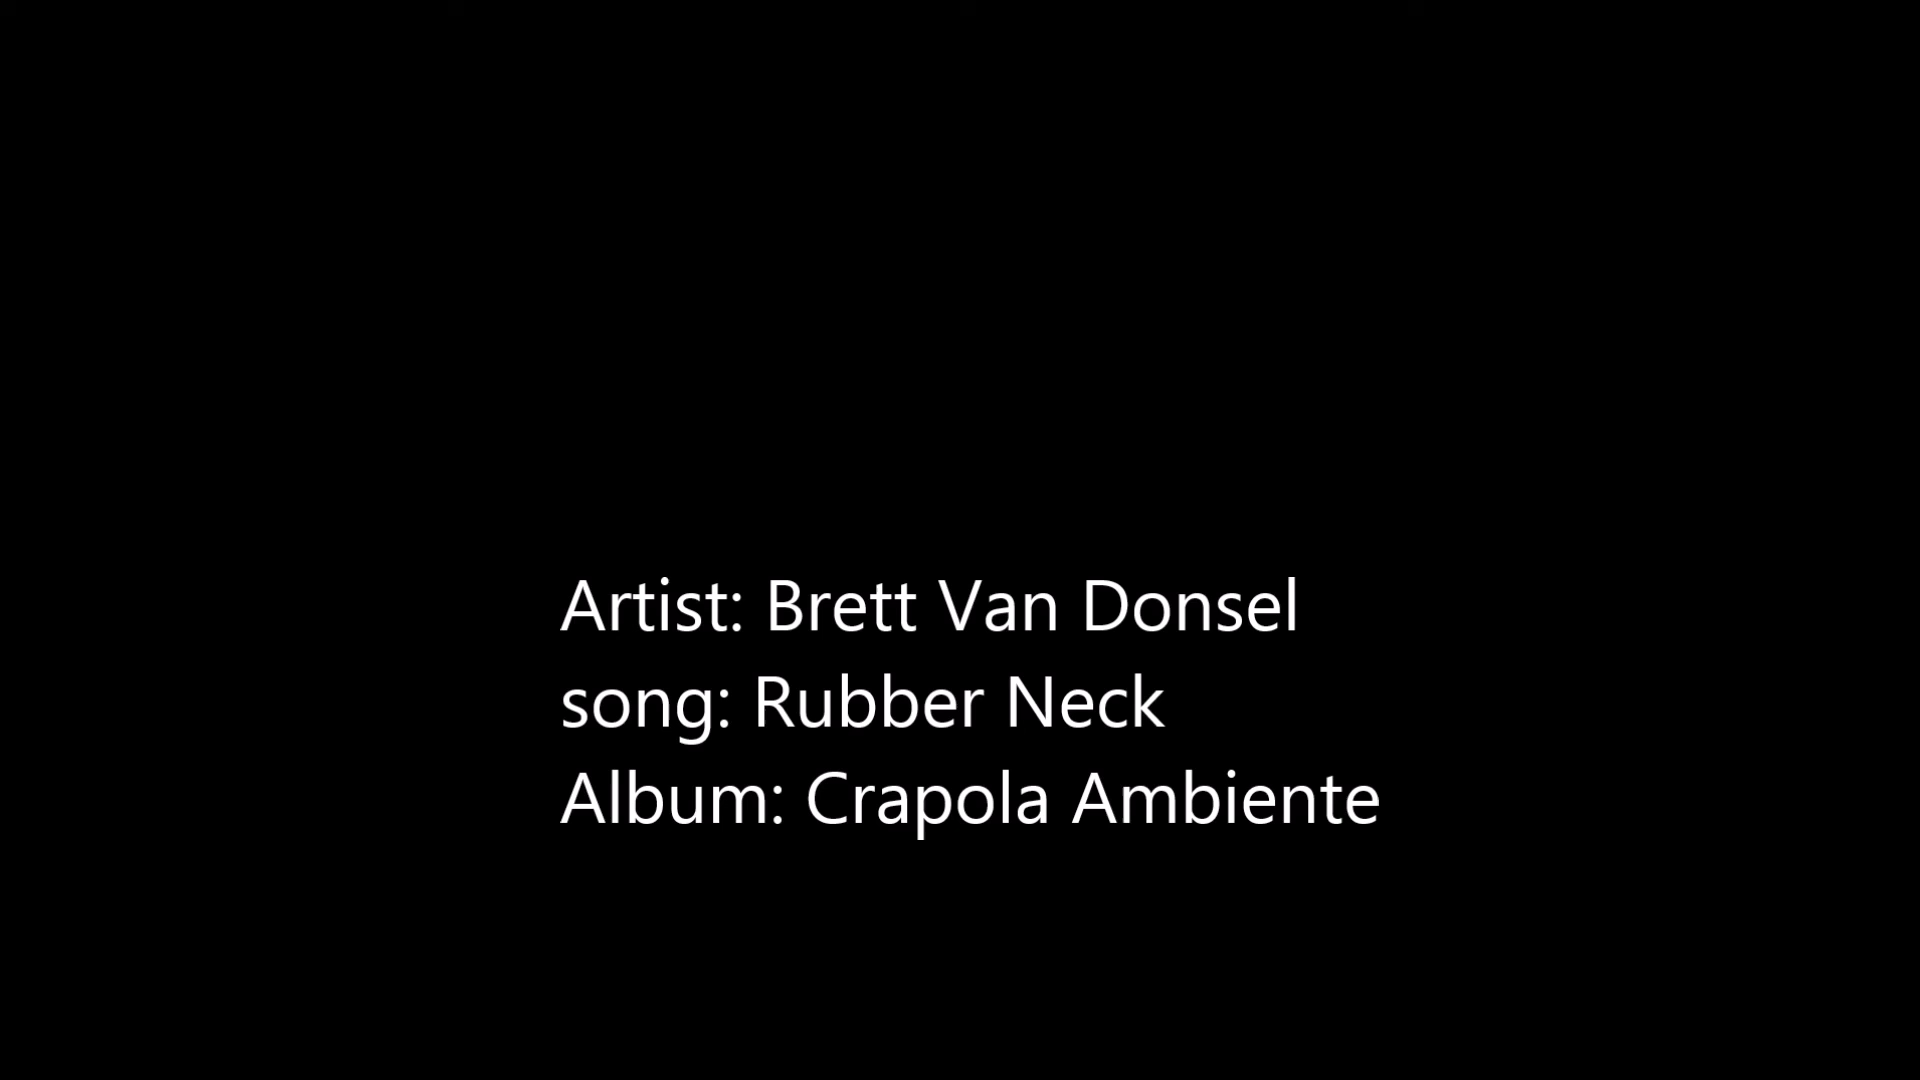 Artist: Brett Van Donsel
song: Rubber Neck
Album: Crapola Ambiente